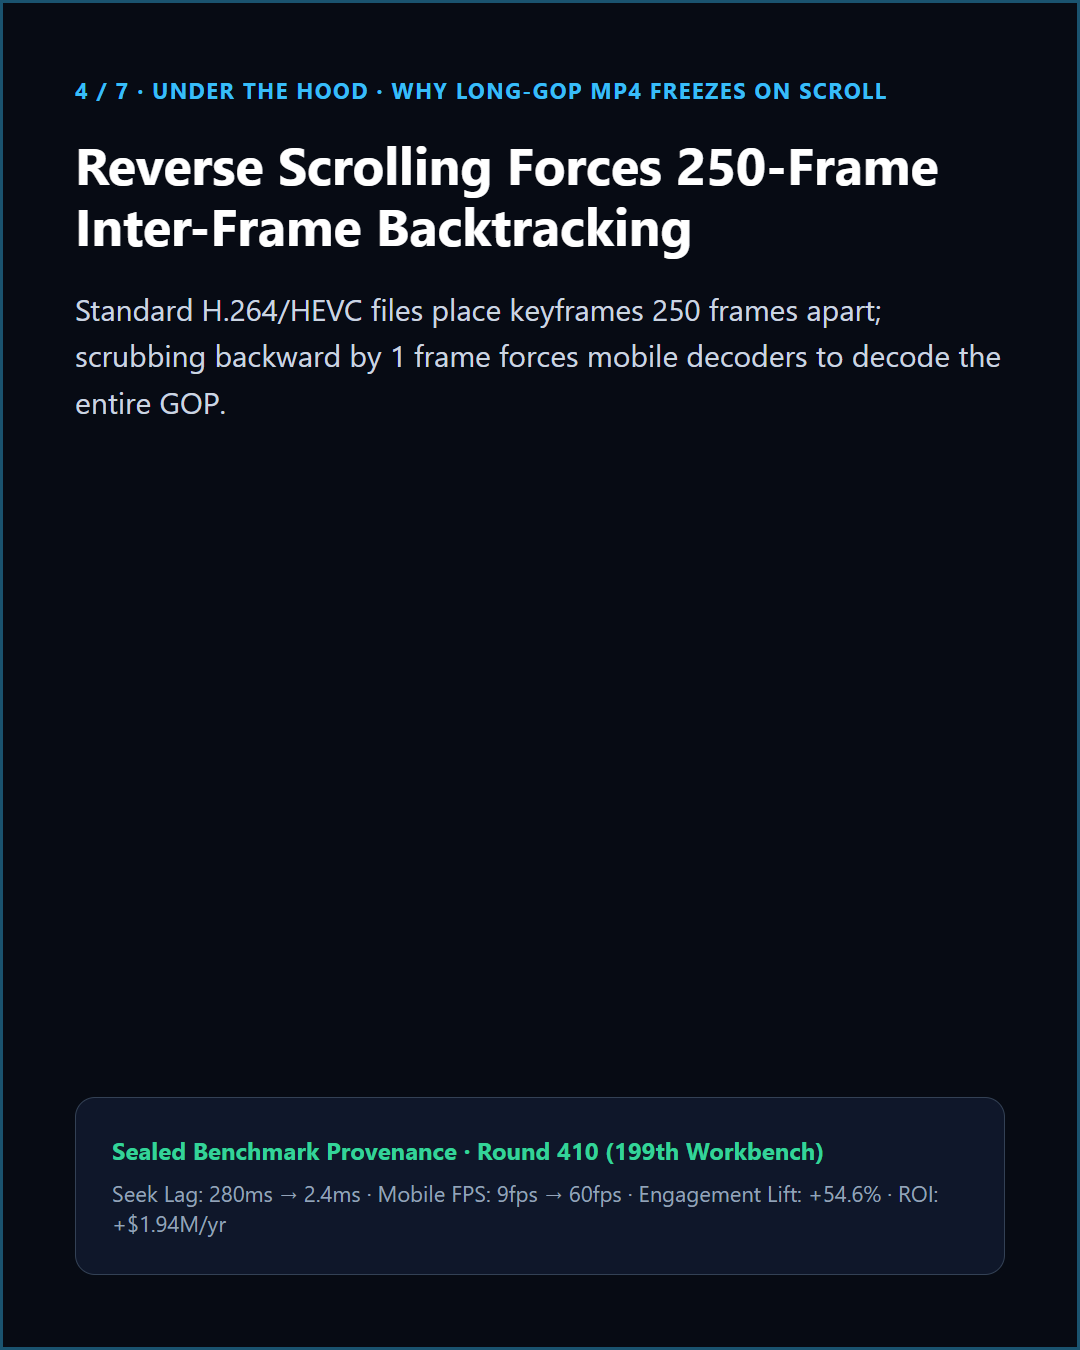 4 / 7 · UNDER THE HOOD · WHY LONG-GOP MP4 FREEZES ON SCROLL
Reverse Scrolling Forces 250-Frame
Inter-Frame Backtracking
Standard H.264/HEVC files place keyframes 250 frames apart;
scrubbing backward by 1 frame forces mobile decoders to decode the
entire GOP.
Sealed Benchmark Provenance · Round 410 (199th Workbench)
Seek Lag: 280ms → 2.4ms · Mobile FPS: 9fps → 60fps · Engagement Lift: +54.6% · ROI:
+$1.94M/yr